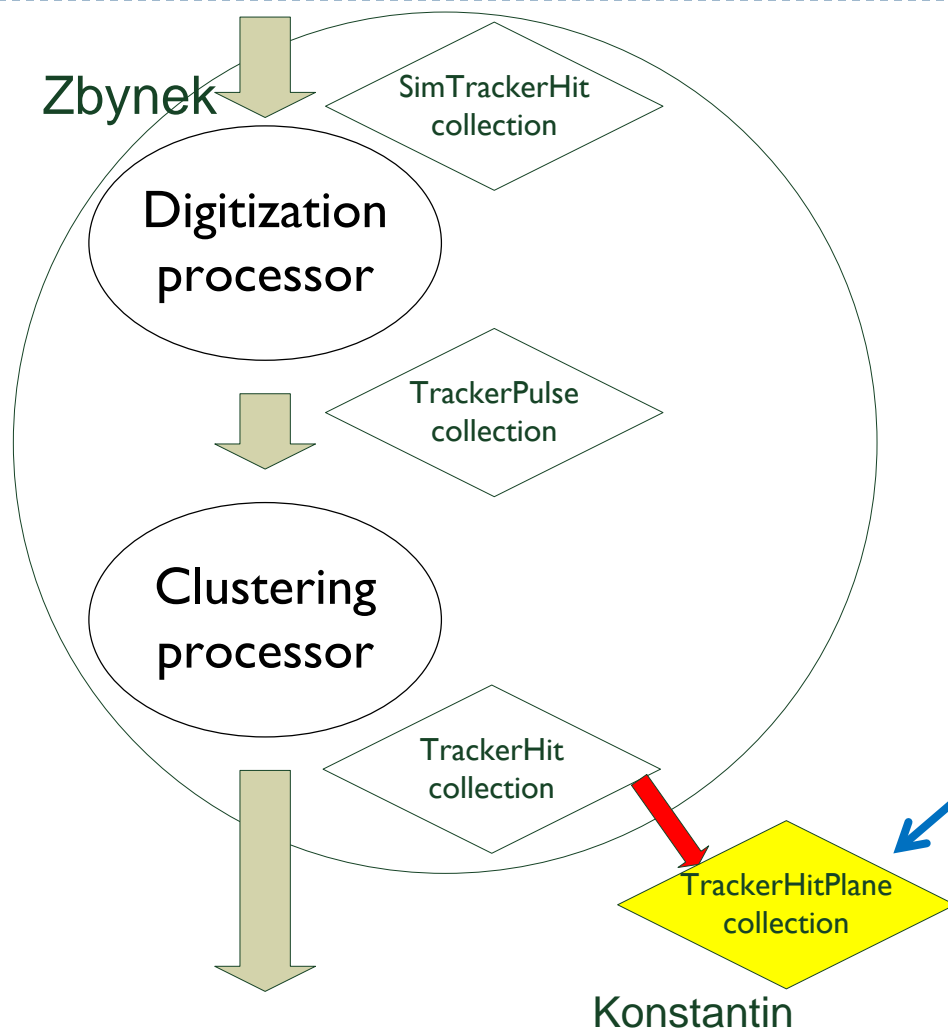 Zbynek
SimTrackerHit
collection
Digitization
processor
TrackerPulse
collection
Clustering
processor
TrackerHit
collection
TrackerHitPlane
collection
Konstantin